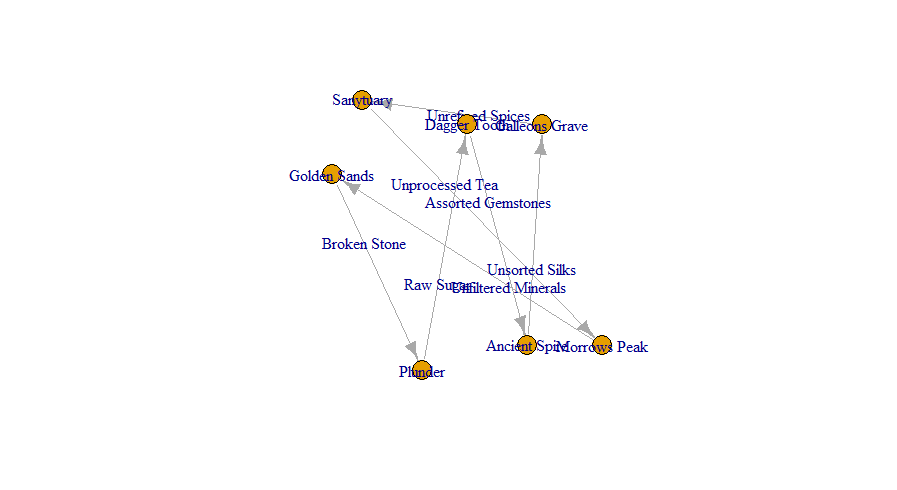 Sanytuary
Unrefined Spices
Dagger Tooth
Galleons Grave
Golden Sands
Unprocessed Tea
Assorted Gemstones
Broken Stone
Unsorted Silks
Raw Sugar
Unfiltered Minerals
Ancient Spire
Morrows Peak
Plunder